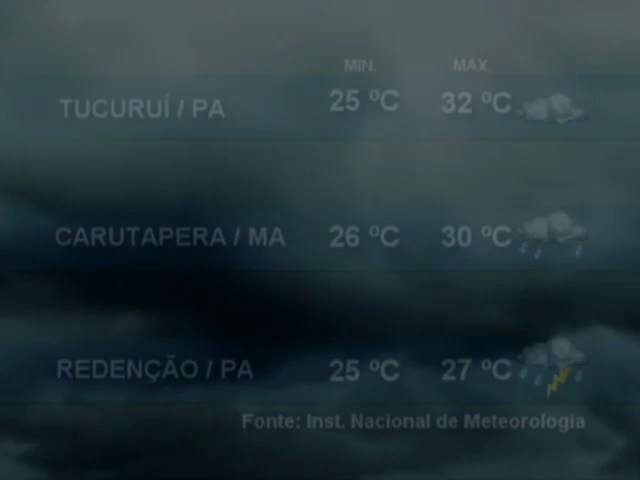 MIN. MÁX.
TUCURUÍ / PA 25 ºC 32 ºC
CARUTAPERA / MA 26 ºC 30 ºC
REDENÇÃO / PA 25 ºC 27 ºC
Fonte: Inst. Nacional de Meteorologia